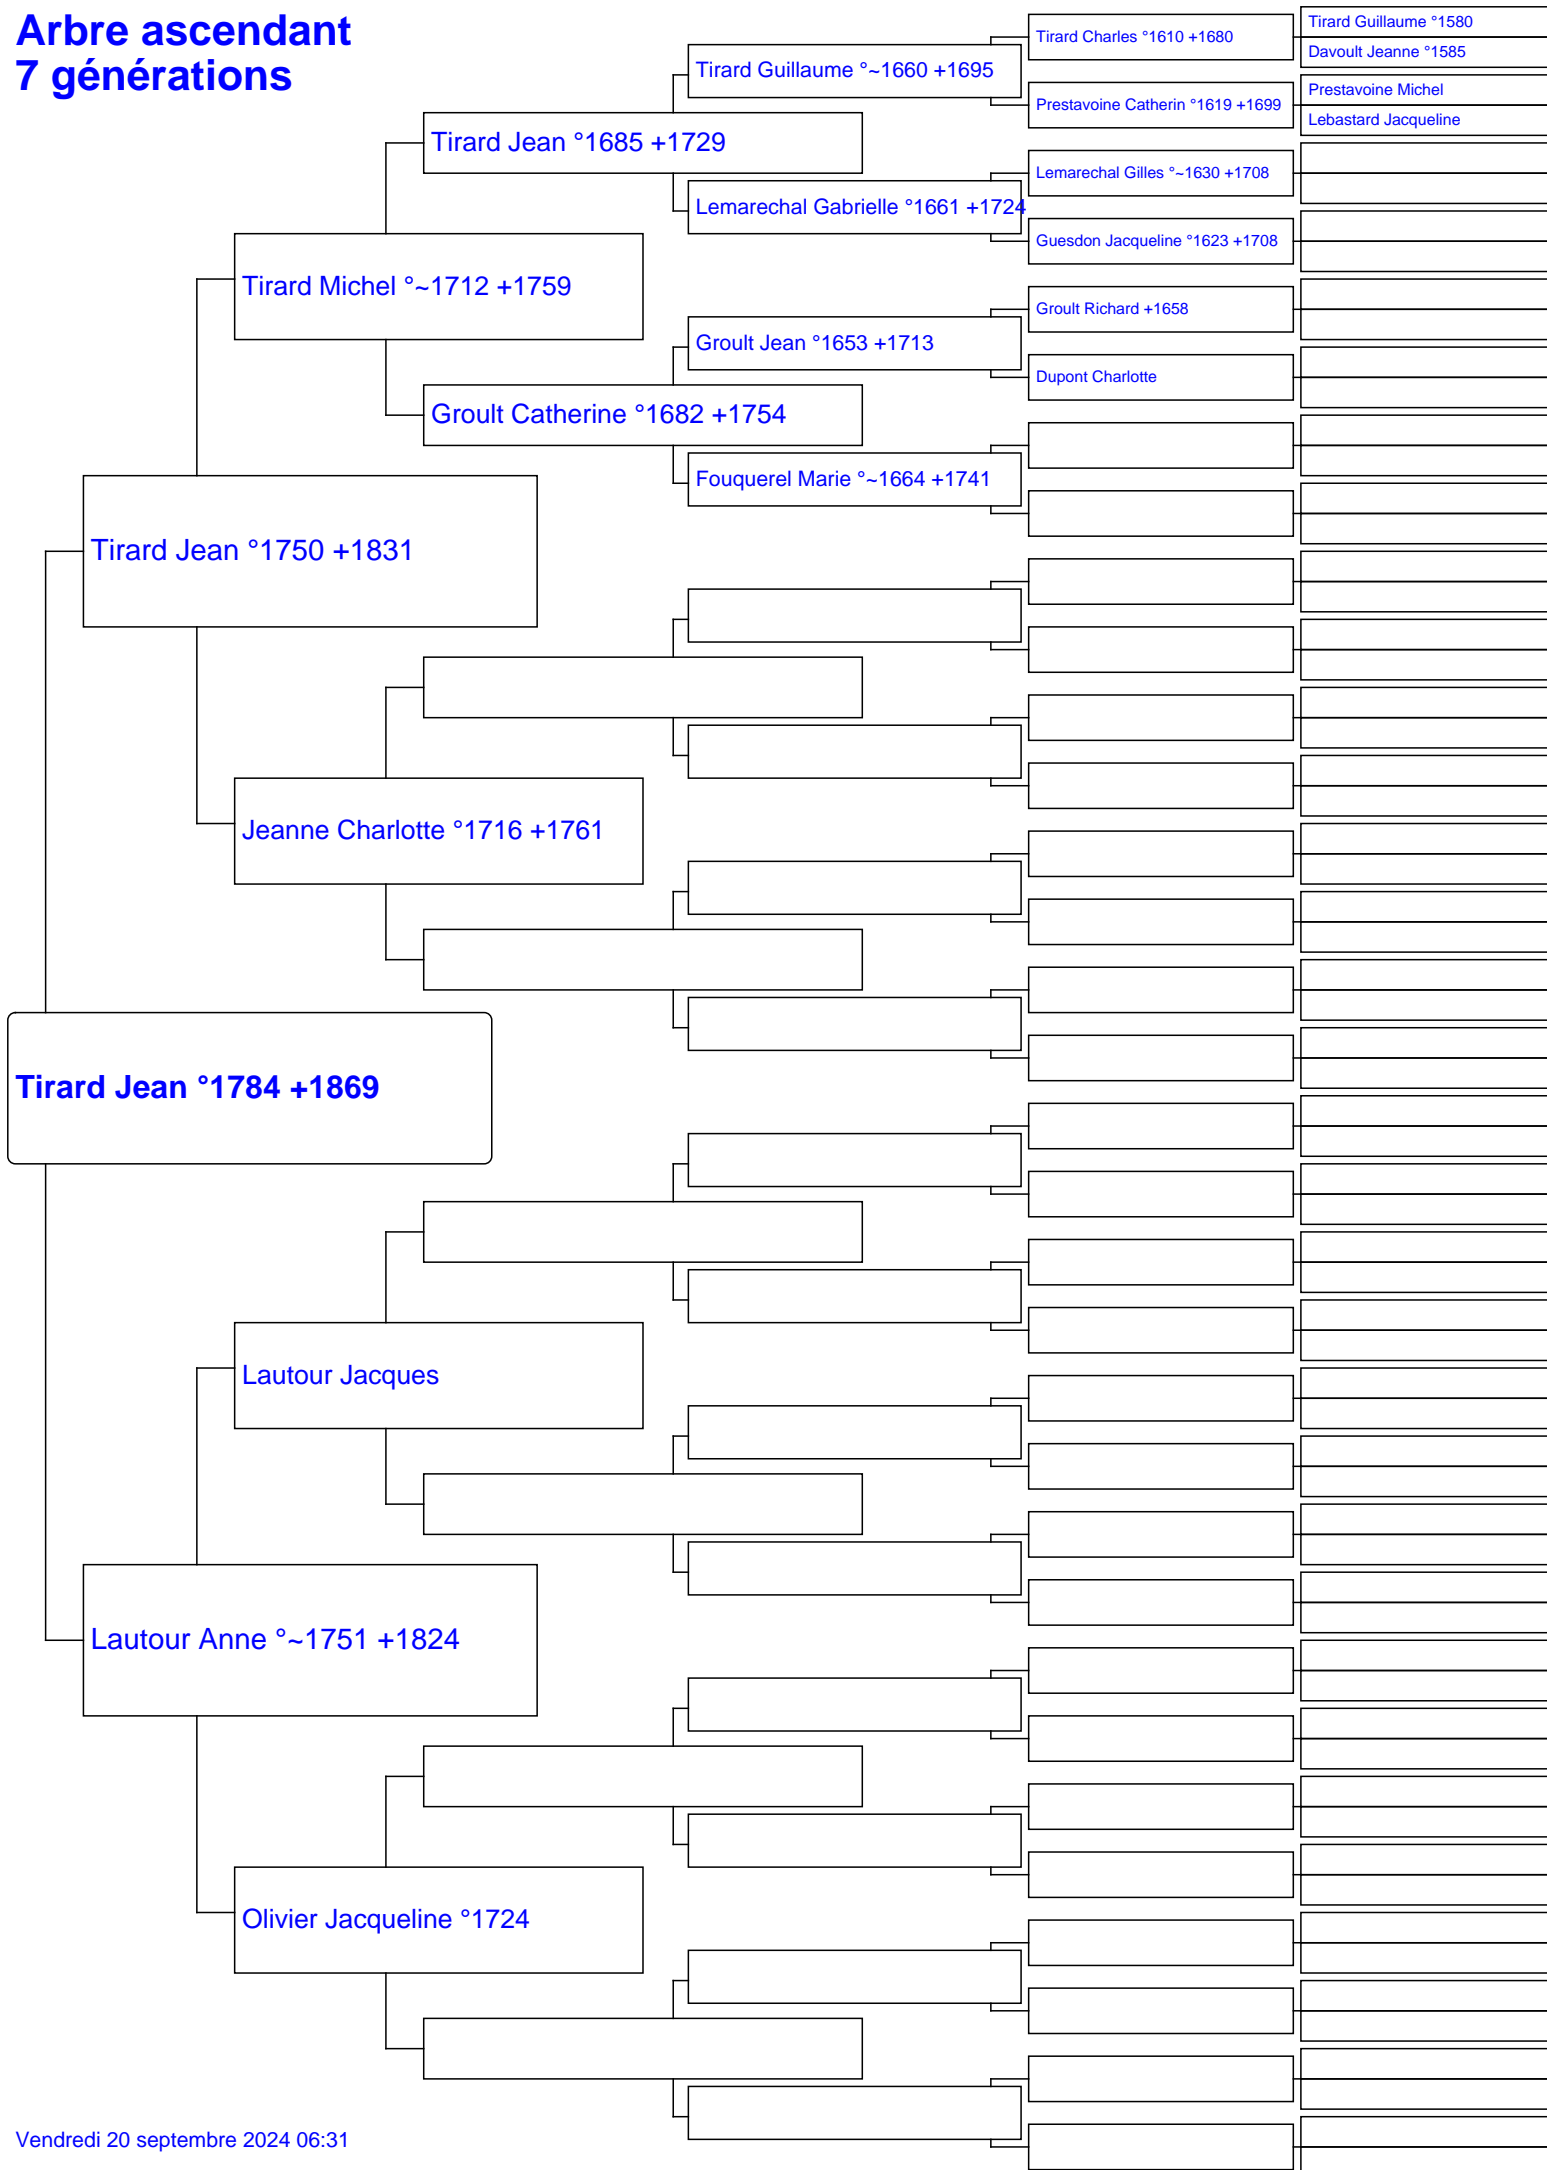 Arbre ascendant
7 générations
Tirard Guillaume °1580
Tirard Charles °1610 +1680
Davoult Jeanne °1585
Tirard Guillaume °~1660 +1695
Prestavoine Michel
Prestavoine Catherin °1619 +1699
Lebastard Jacqueline
Tirard Jean °1685 +1729
Lemarechal Gilles °~1630 +1708
Lemarechal Gabrielle °1661 +1724
Guesdon Jacqueline °1623 +1708
Tirard Michel °~1712 +1759
Groult Richard +1658
Groult Jean °1653 +1713
Dupont Charlotte
Groult Catherine °1682 +1754
Fouquerel Marie °~1664 +1741
Tirard Jean °1750 +1831
Jeanne Charlotte °1716 +1761
Tirard Jean °1784 +1869
Lautour Jacques
Lautour Anne °~1751 +1824
Olivier Jacqueline °1724
Vendredi 20 septembre 2024 06:31